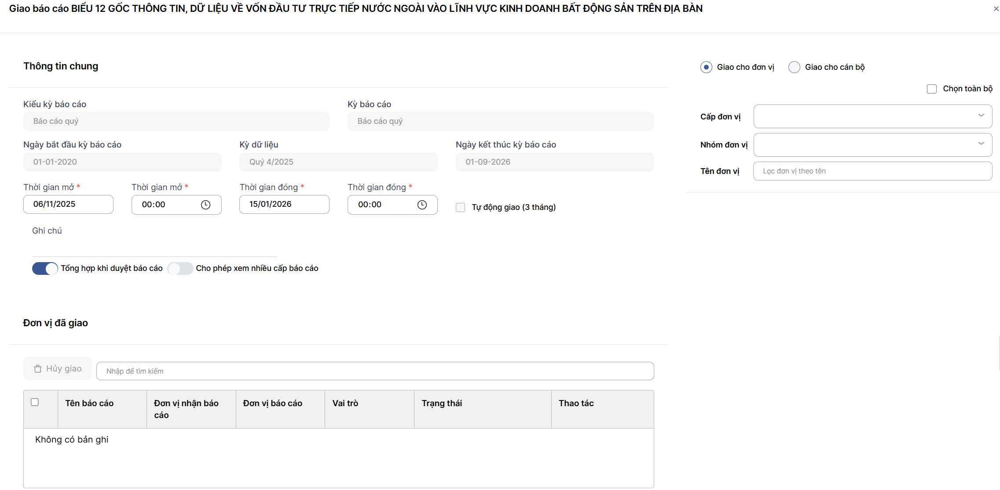 Giao báo cáo BIỂU 12 GỐC THÔNG TIN, DỮ LIỆU VỀ VỐN ĐẦU TƯ TRỰC TIẾP NƯỚC NGOÀI VÀO LĨNH VỰC KINH DOANH BẤT ĐỘNG SẢN TRÊN ĐỊA BÀN
Thông tin chung
Kiểu kỳ báo cáo
Kỳ báo cáo
Báo cáo quý
Báo cáo quý
Ngày bắt đầu kỳ báo cáo
Kỳ dữ liệu
Ngày kết thúc kỳ báo cáo
01-01-2020
Quý 4/2025
01-09-2026
Thời gian mở *
Thời gian mở *
Thời gian đóng *
Thời gian đóng *
06/11/2025
00:00
15/01/2026
00:00
Tự động giao (3 tháng)
Ghi chú
Tổng hợp khi duyệt báo cáo
Cho phép xem nhiều cấp báo cáo
Giao cho đơn vị
Giao cho cán bộ
Chọn toàn bộ
Cấp đơn vị
Nhóm đơn vị
Tên đơn vị
Lọc đơn vị theo tên
Đơn vị đã giao
Hủy giao
Nhập để tìm kiếm
Tên báo cáo
Đơn vị nhận báo
cáo
Đơn vị báo cáo
Vai trò
Trạng thái
Thao tác
Không có bản ghi